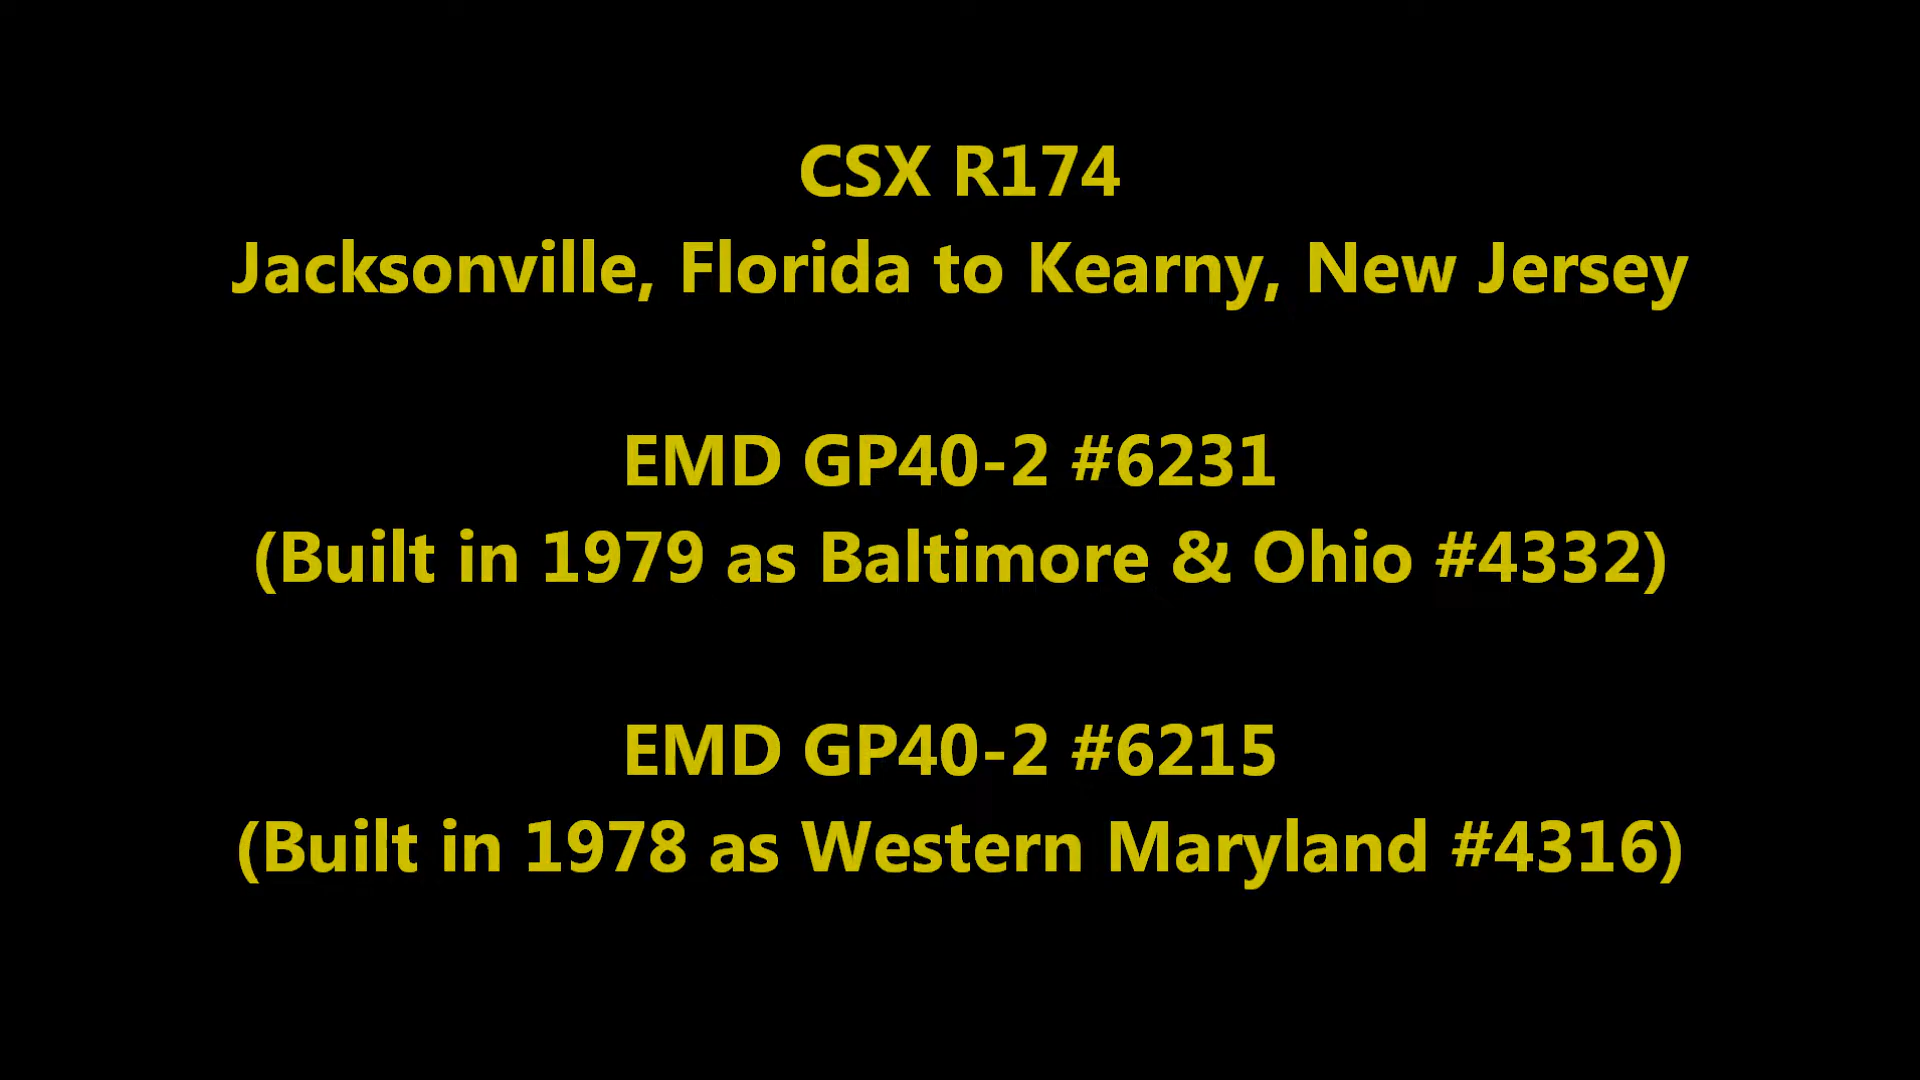 CSX R174
Jacksonville, Florida to Kearny, New Jersey
EMD GP40-2 #6231
(Built in 1979 as Baltimore & Ohio #4332)
EMD GP40-2 #6215
(Built in 1978 as Western Maryland #4316)